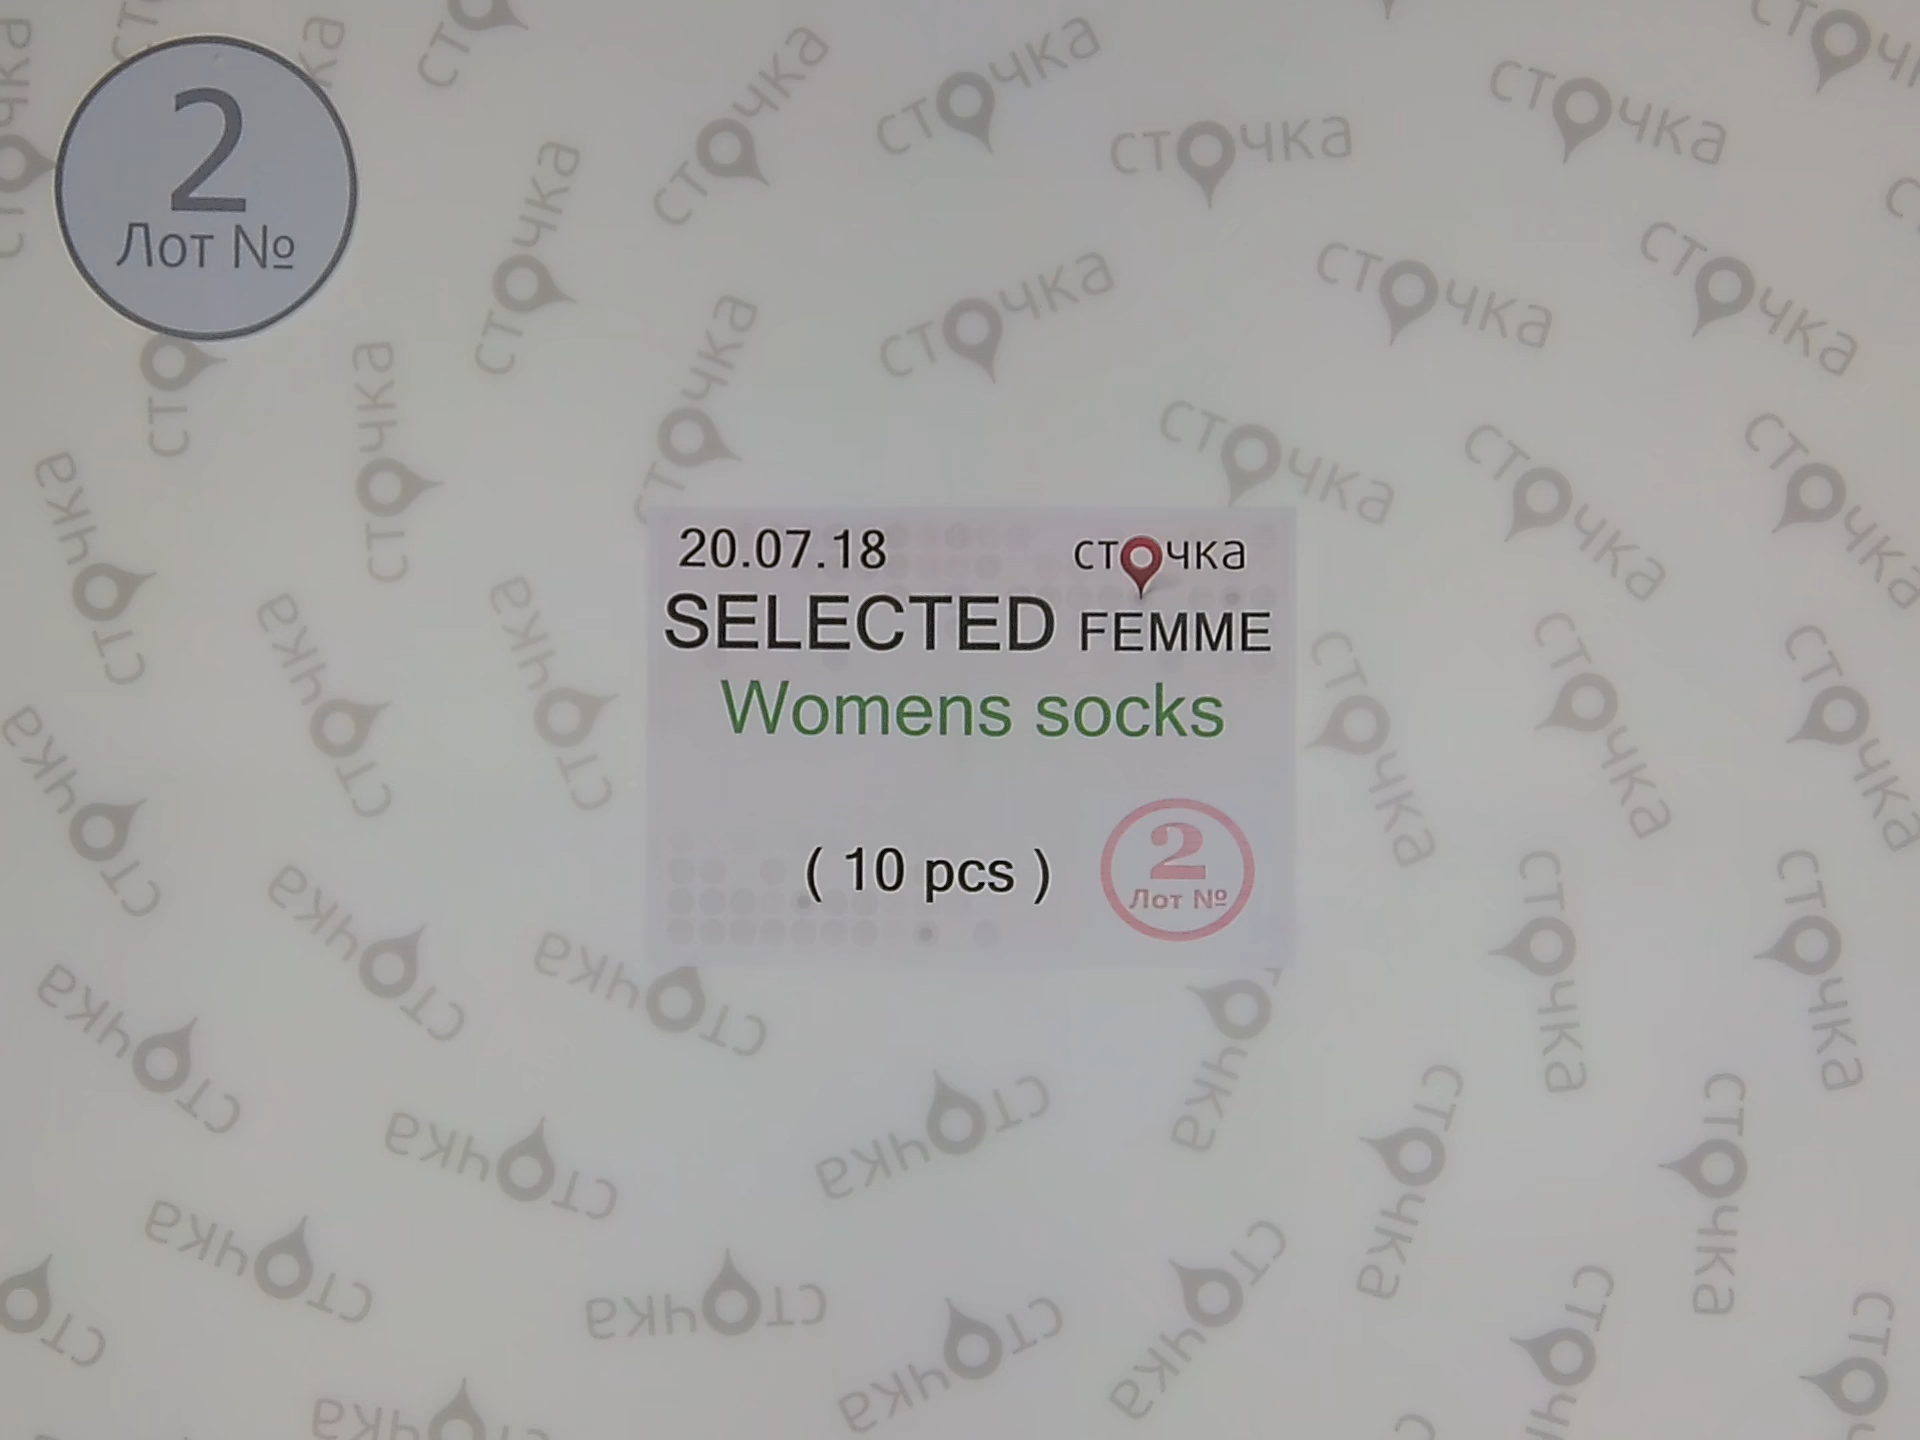 2
Лот №
20.07.18 сточка
SELECTED FEMME
Womens socks
( 10 pcs )
2
Лот №